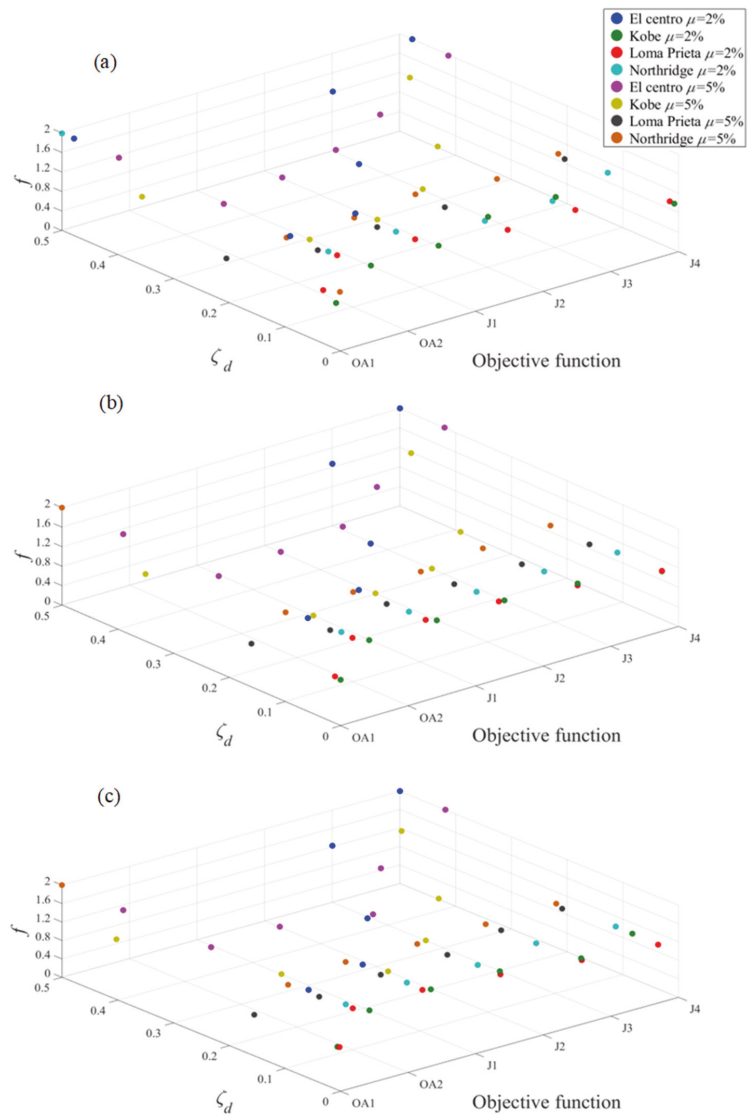 (a)
El centro μ=2%
Kobe μ=2%
Loma Prieta μ=2%
Northridge μ=2%
El centro μ=5%
Kobe μ=5%
Loma Prieta μ=5%
Northridge μ=5%
2
1.6
1.2
0.8
0.4
0
f
0.5
0.4
0.3
0.2
0.1
0
ζd
OA1
OA2
J1
J2
J3
J4
Objective function
(b)
2
1.6
1.2
0.8
0.4
0
f
0.5
0.4
0.3
0.2
0.1
0
ζd
OA1
OA2
J1
J2
J3
J4
Objective function
(c)
2
1.6
1.2
0.8
0.4
0
f
0.5
0.4
0.3
0.2
0.1
0
ζd
OA1
OA2
J1
J2
J3
J4
Objective function